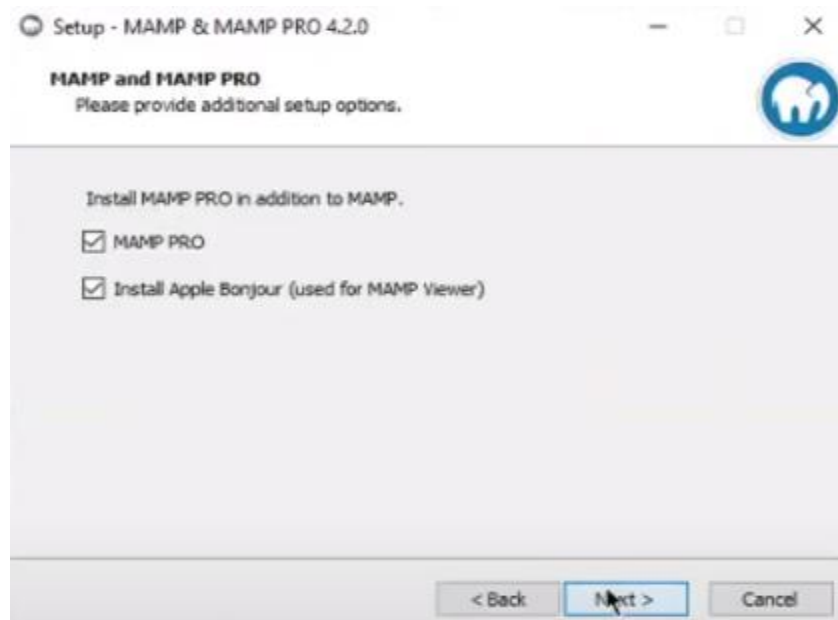 Setup - MAMP & MAMP PRO 4.2.0
MAMP and MAMP PRO
Please provide additional setup options.
Install MAMP PRO in addition to MAMP.
MAMP PRO
Install Apple Bonjour (used for MAMP Viewer)
< Back Next > Cancel